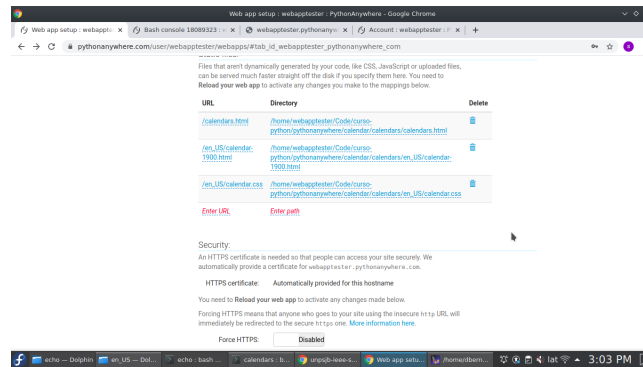 Web app setup : webapptester : PythonAnywhere - Google Chrome
Web app setup : webappte
Bash console 18089323 :
webapptester.pythonanyw
Account : webapptester :
pythonanywhere.com/user/webapptester/webapps/#tab_id_webapptester_pythonanywhere_com
Files that aren't dynamically generated by your code, like CSS, JavaScript or uploaded files,
can be served much faster straight off the disk if you specify them here. You need to
Reload your web app to activate any changes you make to the mappings below.
URL Directory Delete
/calendars.html /home/webapptester/Code/curso-
python/pythonanywhere/calendar/calendars/calendars.html
/en_US/calendar- /home/webapptester/Code/curso-
1900.html python/pythonanywhere/calendar/calendars/en_US/calendar-
1900.html
/en_US/calendar.css /home/webapptester/Code/curso-
python/pythonanywhere/calendar/calendars/en_US/calendar.css
Enter URL Enter path
Security:
An HTTPS certificate is needed so that people can access your site securely. We
automatically provide a certificate for webapptester.pythonanywhere.com.
HTTPS certificate: Automatically provided for this hostname
You need to Reload your web app to activate any changes made below.
Forcing HTTPS means that anyone who goes to your site using the insecure http URL will
immediately be redirected to the secure https one. More information here.
Force HTTPS: Disabled
echo — Dolphin en_US — Dol... echo : bash ... calendars : b... unpsjb-ieee-s... Web app setu... /home/dbern... lat 3:03 PM